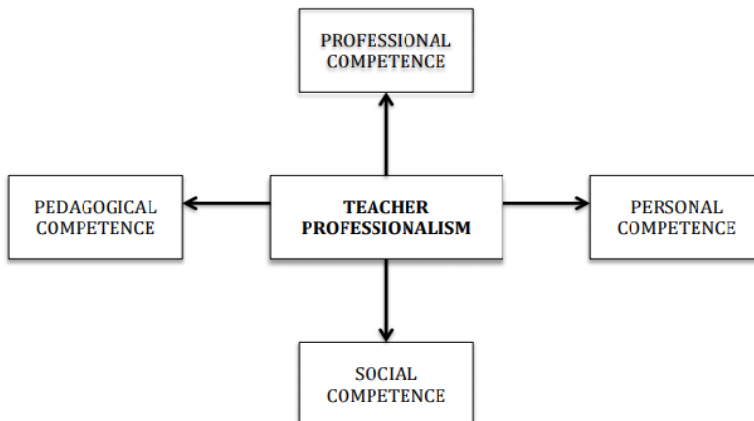 PROFESSIONAL
COMPETENCE
PEDAGOGICAL
COMPETENCE
TEACHER
PROFESSIONALISM
PERSONAL
COMPETENCE
SOCIAL
COMPETENCE